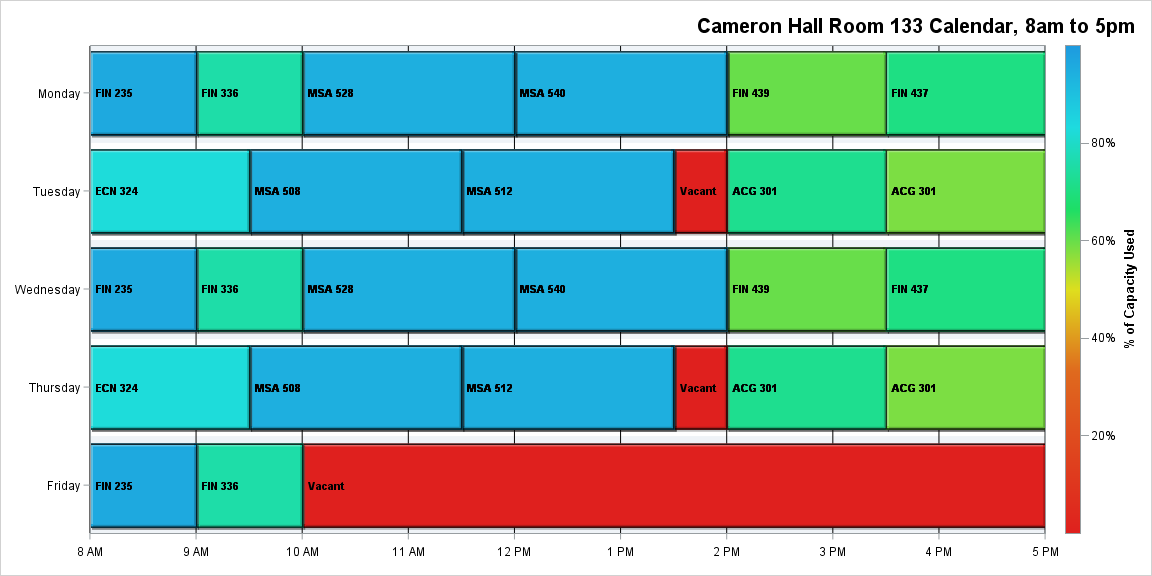 Cameron Hall Room 133 Calendar, 8am to 5pm
Monday
FIN 235
FIN 336
MSA 528
MSA 540
FIN 439
FIN 437
Tuesday
ECN 324
MSA 508
MSA 512
Vacant
ACG 301
ACG 301
Wednesday
FIN 235
FIN 336
MSA 528
MSA 540
FIN 439
FIN 437
Thursday
ECN 324
MSA 508
MSA 512
Vacant
ACG 301
ACG 301
Friday
FIN 235
FIN 336
Vacant
8 AM
9 AM
10 AM
11 AM
12 PM
1 PM
2 PM
3 PM
4 PM
5 PM
80%
60%
40%
20%
% of Capacity Used